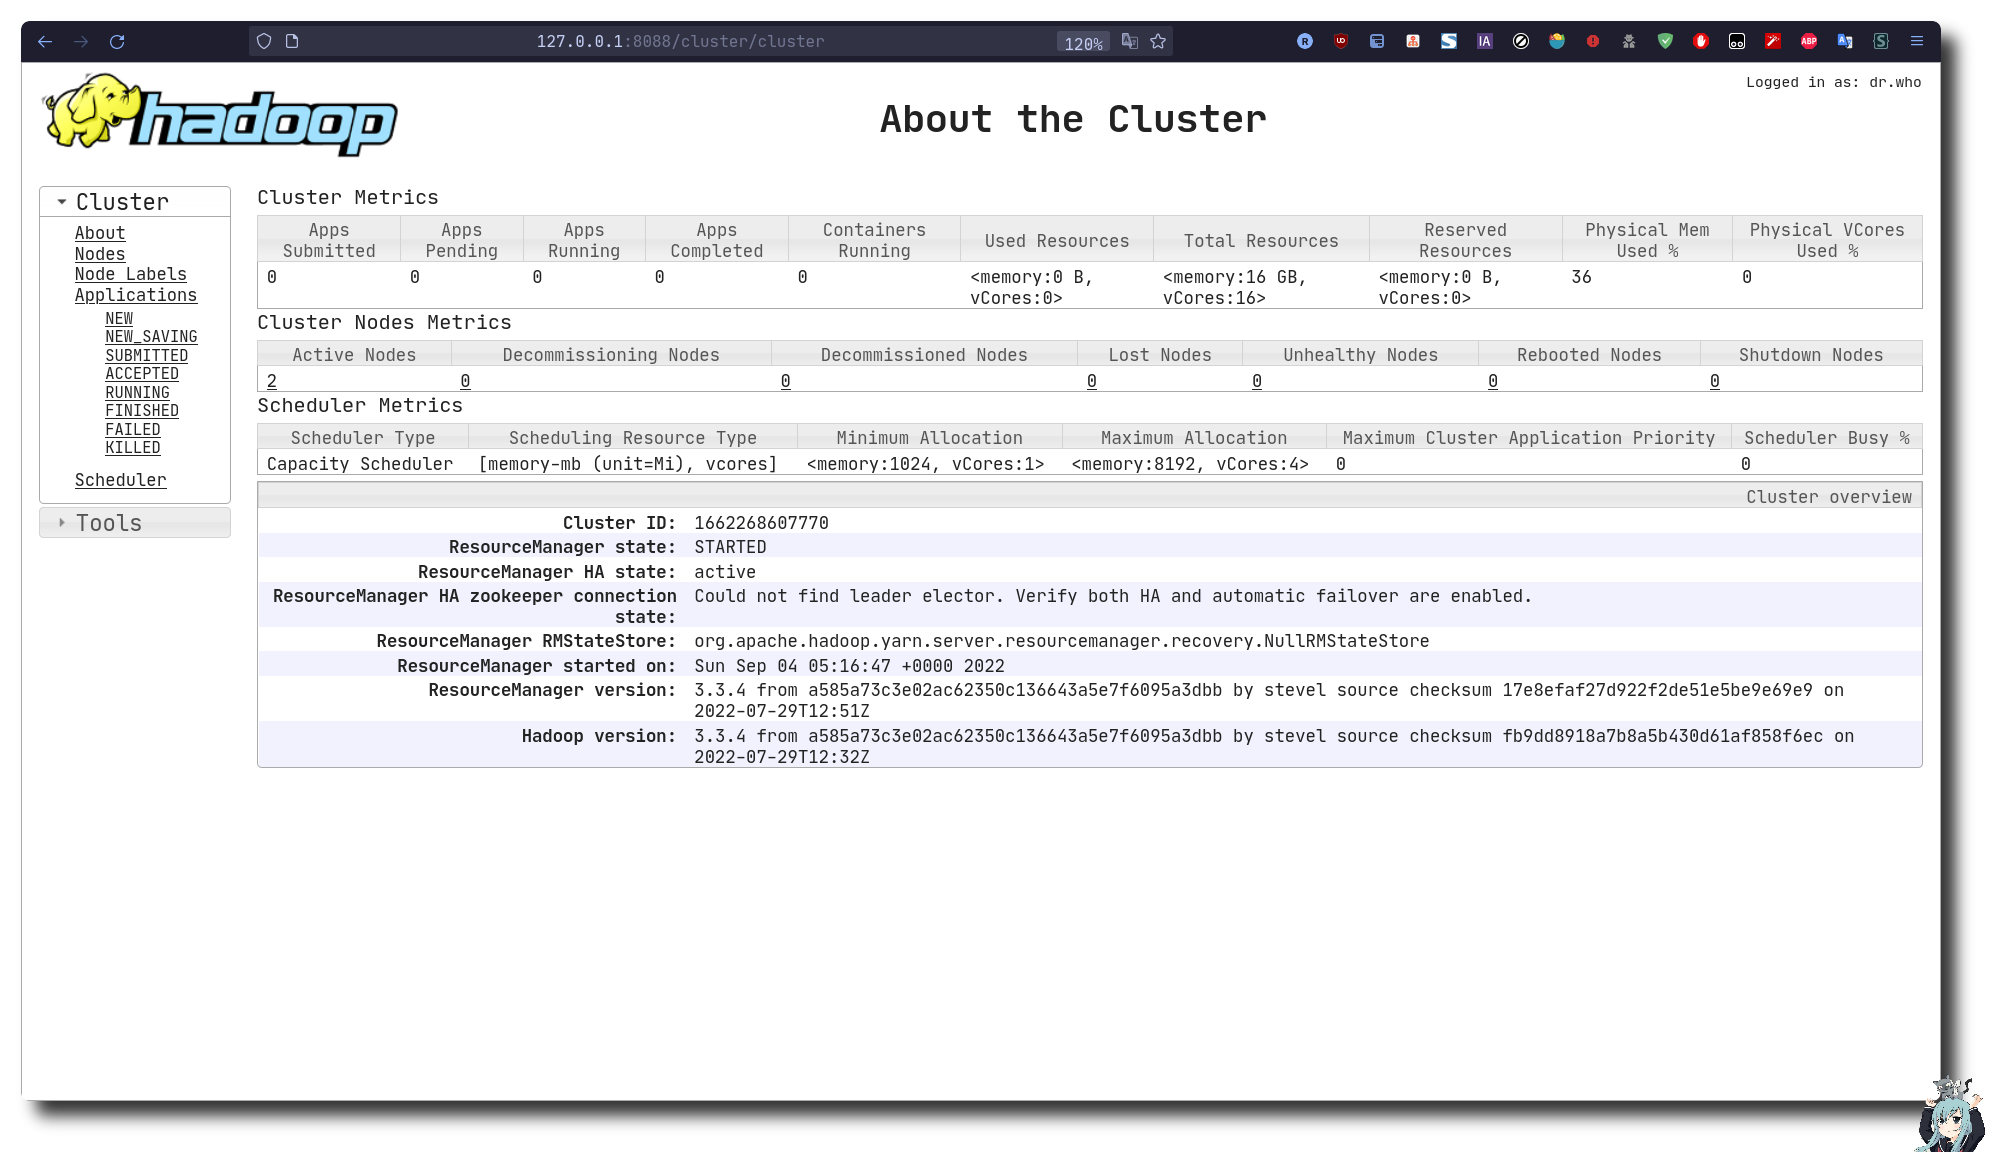 127.0.0.1:8088/cluster/cluster
120%
hadoop
Logged in as: dr.who
About the Cluster
Cluster
About
Nodes
Node Labels
Applications
NEW
NEW_SAVING
SUBMITTED
ACCEPTED
RUNNING
FINISHED
FAILED
KILLED
Scheduler
Tools
Cluster Metrics
Apps Submitted Apps Pending Apps Running Apps Completed Containers Running Used Resources Total Resources Reserved Resources Physical Mem Used % Physical VCores Used %
0 0 0 0 0 <memory:0 B, vCores:0> <memory:16 GB, vCores:16> <memory:0 B, vCores:0> 36 0
Cluster Nodes Metrics
Active Nodes Decommissioning Nodes Decommissioned Nodes Lost Nodes Unhealthy Nodes Rebooted Nodes Shutdown Nodes
2 0 0 0 0 0 0
Scheduler Metrics
Scheduler Type Scheduling Resource Type Minimum Allocation Maximum Allocation Maximum Cluster Application Priority Scheduler Busy %
Capacity Scheduler [memory-mb (unit=Mi), vcores] <memory:1024, vCores:1> <memory:8192, vCores:4> 0 0
Cluster overview
Cluster ID: 1662268607770
ResourceManager state: STARTED
ResourceManager HA state: active
ResourceManager HA zookeeper connection state: Could not find leader elector. Verify both HA and automatic failover are enabled.
ResourceManager RMStateStore: org.apache.hadoop.yarn.server.resourcemanager.recovery.NullRMStateStore
ResourceManager started on: Sun Sep 04 05:16:47 +0000 2022
ResourceManager version: 3.3.4 from a585a73c3e02ac62350c136643a5e7f6095a3dbb by stevel source checksum 17e8efaf27d922f2de51e5be9e69e9 on
2022-07-29T12:51Z
Hadoop version: 3.3.4 from a585a73c3e02ac62350c136643a5e7f6095a3dbb by stevel source checksum fb9dd8918a7b8a5b430d61af858f6ec on
2022-07-29T12:32Z